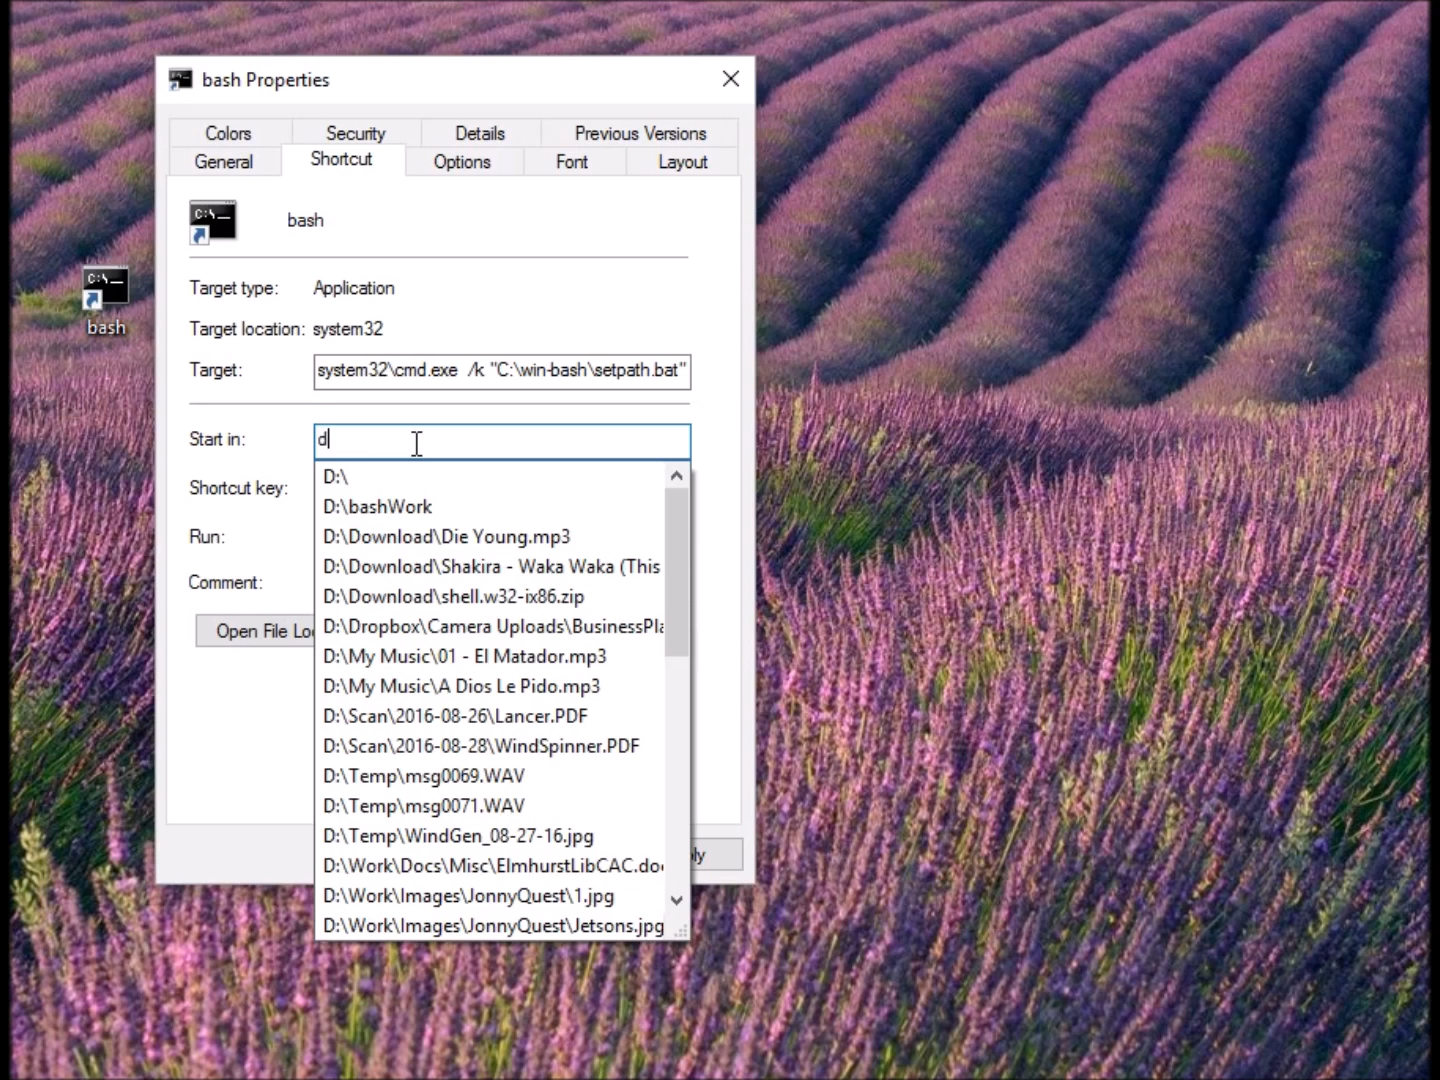 bash Properties
Colors Security Details Previous Versions
General Shortcut Options Font Layout
C:\ bash
C:\
bash
Target type: Application
Target location: system32
Target: system32\cmd.exe /k "C:\win-bash\setpath.bat"
Start in: d
D:\
Shortcut key:
D:\bashWork
Run:
D:\Download\Die Young.mp3
D:\Download\Shakira - Waka Waka (This
Comment:
D:\Download\shell.w32-ix86.zip
Open File Lo
D:\Dropbox\Camera Uploads\BusinessPla
D:\My Music\01 - El Matador.mp3
D:\My Music\A Dios Le Pido.mp3
D:\Scan\2016-08-26\Lancer.PDF
D:\Scan\2016-08-28\WindSpinner.PDF
D:\Temp\msg0069.WAV
D:\Temp\msg0071.WAV
D:\Temp\WindGen_08-27-16.jpg
ly
D:\Work\Docs\Misc\ElmhurstLibCAC.do
D:\Work\Images\JonnyQuest\1.jpg
D:\Work\Images\JonnyQuest\Jetsons.jpg